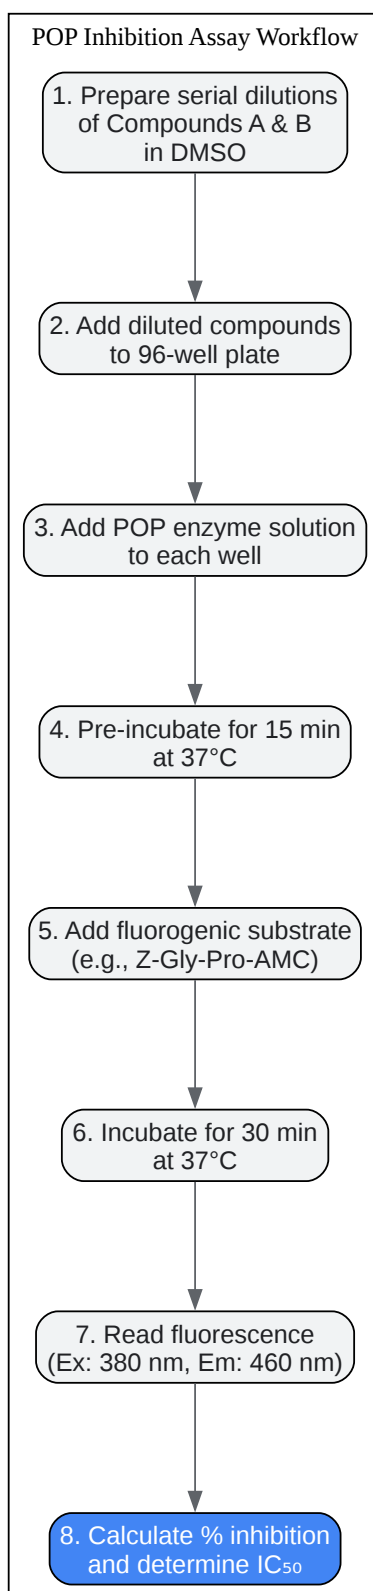 POP Inhibition Assay Workflow
1. Prepare serial dilutions
of Compounds A & B
in DMSO
2. Add diluted compounds
to 96-well plate
3. Add POP enzyme solution
to each well
4. Pre-incubate for 15 min
at 37°C
5. Add fluorogenic substrate
(e.g., Z-Gly-Pro-AMC)
6. Incubate for 30 min
at 37°C
7. Read fluorescence
(Ex: 380 nm, Em: 460 nm)
8. Calculate % inhibition
and determine IC₅₀